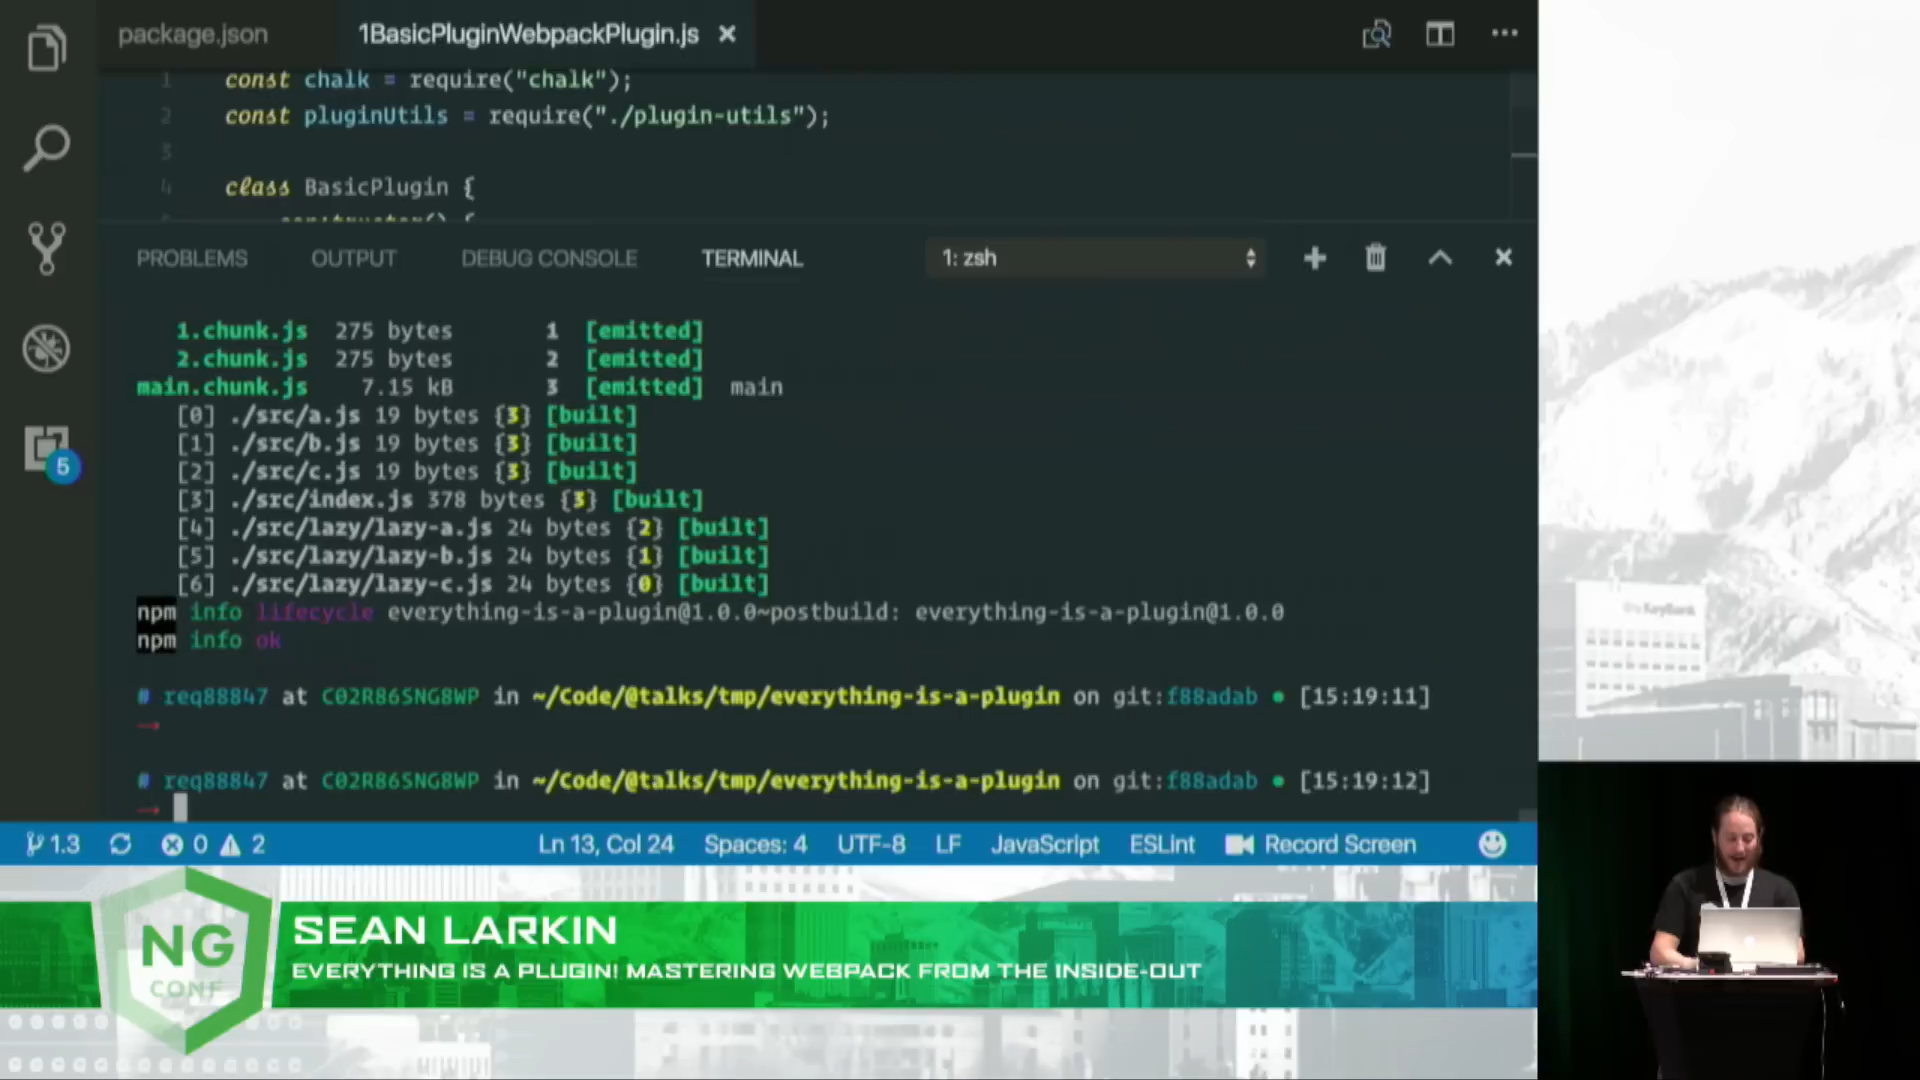 package.json
1BasicPluginWebpackPlugin.js
1 const chalk = require("chalk");
2 const pluginUtils = require("./plugin-utils");
3
4 class BasicPlugin {
constructor() {
PROBLEMS OUTPUT DEBUG CONSOLE TERMINAL 1: zsh
1.chunk.js 275 bytes 1 [emitted]
2.chunk.js 275 bytes 2 [emitted]
main.chunk.js 7.15 kB 3 [emitted] main
[0] ./src/a.js 19 bytes {3} [built]
[1] ./src/b.js 19 bytes {3} [built]
[2] ./src/c.js 19 bytes {3} [built]
[3] ./src/index.js 378 bytes {3} [built]
[4] ./src/lazy/lazy-a.js 24 bytes {2} [built]
[5] ./src/lazy/lazy-b.js 24 bytes {1} [built]
[6] ./src/lazy/lazy-c.js 24 bytes {0} [built]
npm info lifecycle everything-is-a-plugin@1.0.0~postbuild: everything-is-a-plugin@1.0.0
npm info ok
# req88847 at C02R86SNG8WP in ~/Code/@talks/tmp/everything-is-a-plugin on git:f88adab • [15:19:11]
→
# req88847 at C02R86SNG8WP in ~/Code/@talks/tmp/everything-is-a-plugin on git:f88adab • [15:19:12]
→
5
1.3 0 2 Ln 13, Col 24 Spaces: 4 UTF-8 LF JavaScript ESLint Record Screen
NG
CONF
SEAN LARKIN
EVERYTHING IS A PLUGIN! MASTERING WEBPACK FROM THE INSIDE-OUT
KeyBank